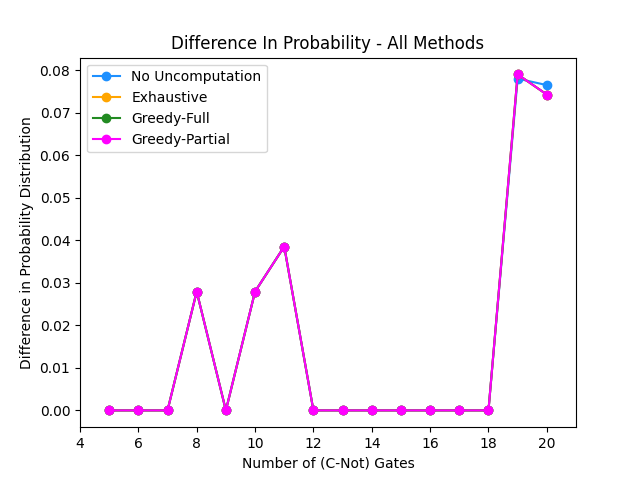 Difference In Probability - All Methods
No Uncomputation
Exhaustive
Greedy-Full
Greedy-Partial
Difference in Probability Distribution
0.08
0.07
0.06
0.05
0.04
0.03
0.02
0.01
0.00
4 6 8 10 12 14 16 18 20
Number of (C-Not) Gates